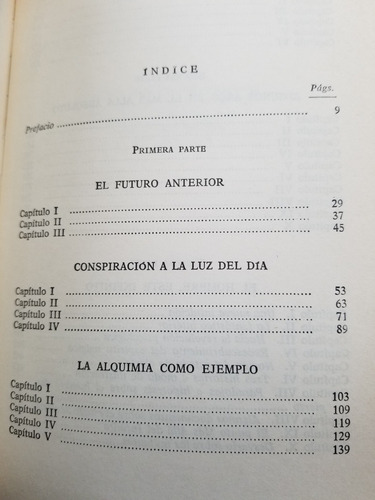 ÍNDICE
Págs.
Prefacio ........ 9
PRIMERA PARTE
EL FUTURO ANTERIOR
Capítulo I ........ 29
Capítulo II ........ 37
Capítulo III ........ 45
CONSPIRACIÓN A LA LUZ DEL DÍA
Capítulo I ........ 53
Capítulo II ........ 63
Capítulo III ........ 71
Capítulo IV ........ 89
LA ALQUIMIA COMO EJEMPLO
Capítulo I ........ 103
Capítulo II ........ 109
Capítulo III ........ 119
Capítulo IV ........ 129
Capítulo V ........ 139